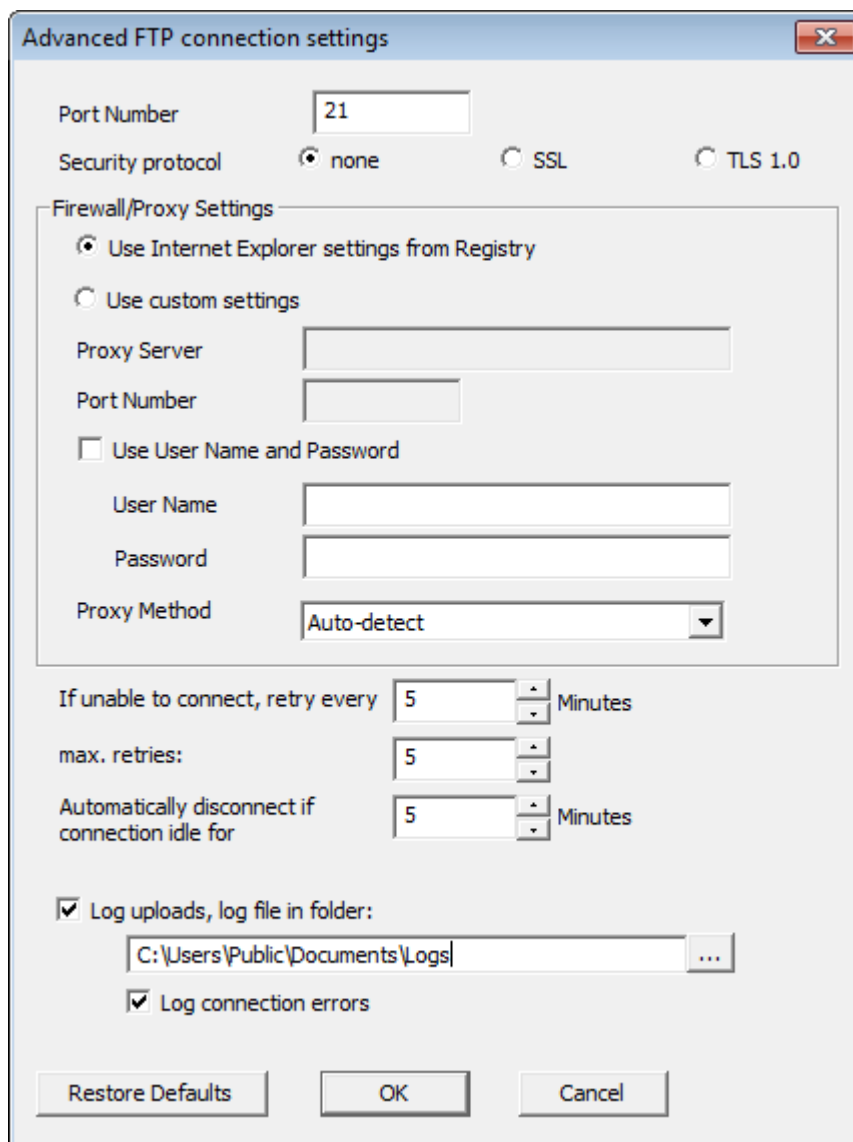 Advanced FTP connection settings
Port Number 21
Security protocol none SSL TLS 1.0
Firewall/Proxy Settings
Use Internet Explorer settings from Registry
Use custom settings
Proxy Server
Port Number
Use User Name and Password
User Name
Password
Proxy Method Auto-detect
If unable to connect, retry every 5 Minutes
max. retries: 5
Automatically disconnect if
connection idle for 5 Minutes
Log uploads, log file in folder:
C:\Users\Public\Documents\Logs ...
Log connection errors
Restore Defaults OK Cancel